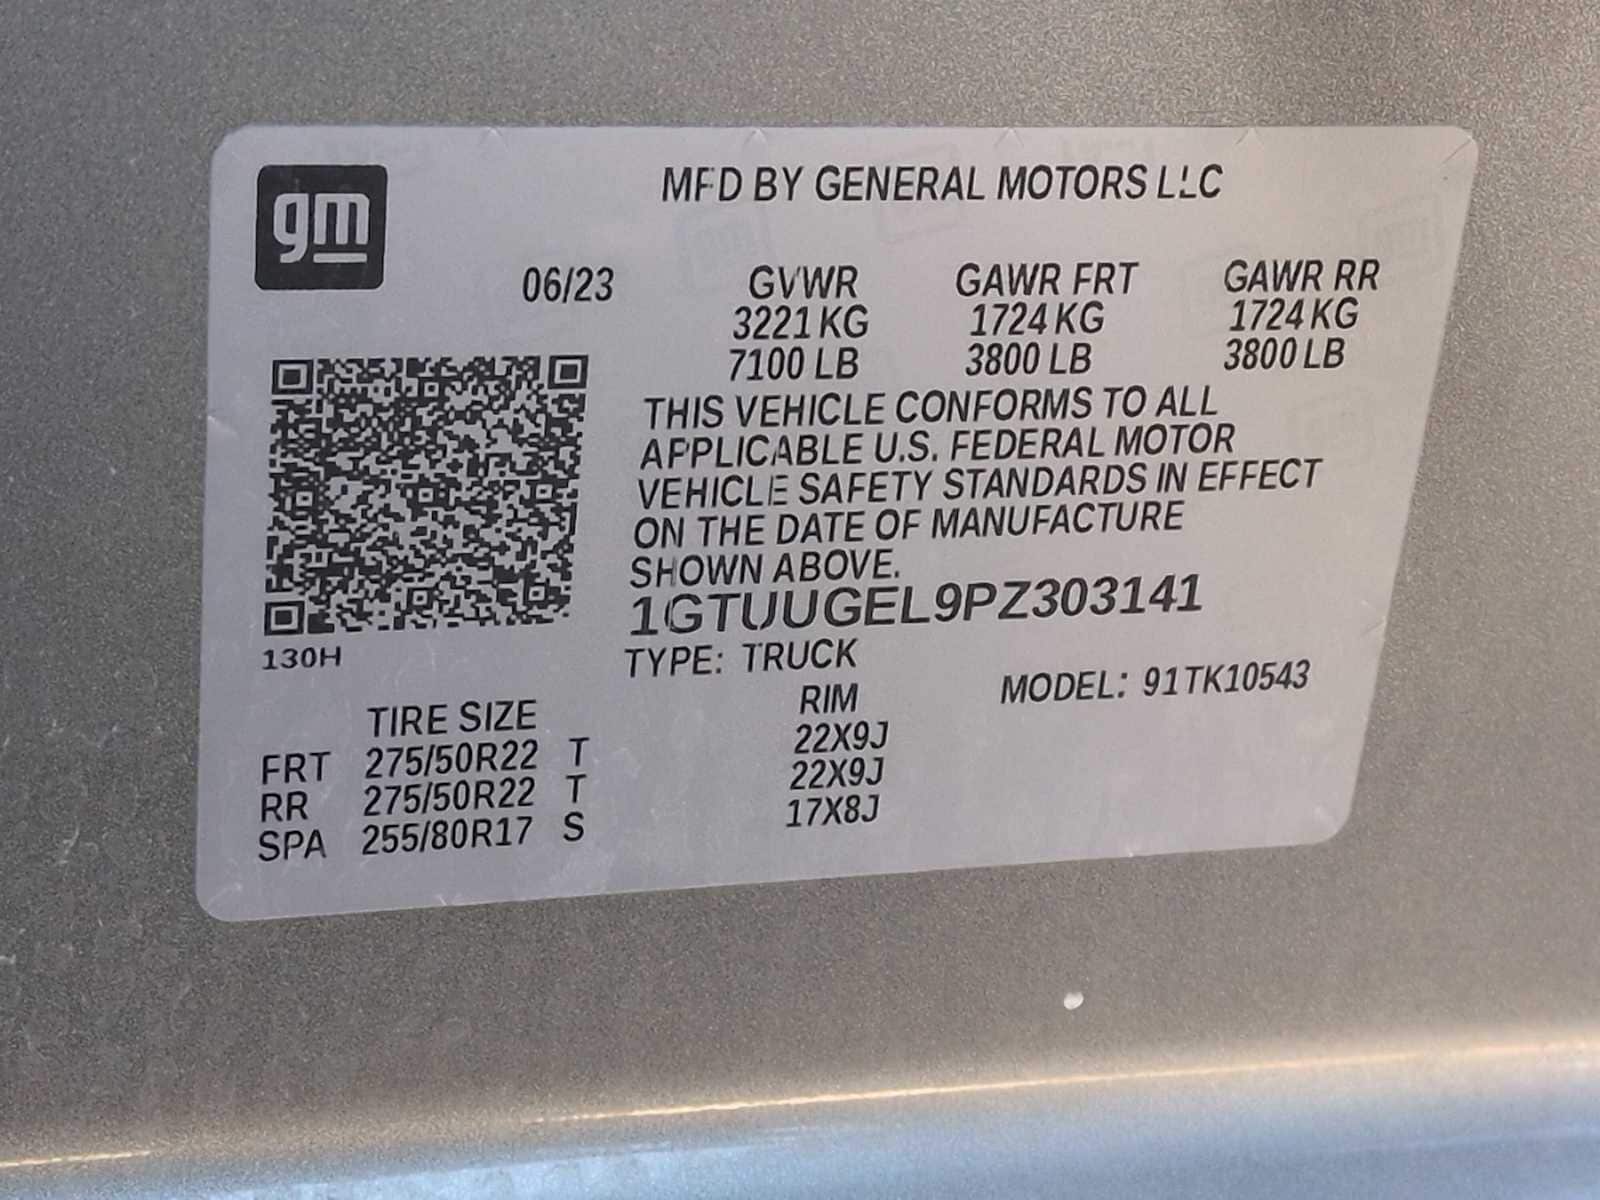 gm
MFD BY GENERAL MOTORS LLC
06/23 GVWR GAWR FRT GAWR RR
3221 KG 1724 KG 1724 KG
7100 LB 3800 LB 3800 LB
THIS VEHICLE CONFORMS TO ALL
APPLICABLE U.S. FEDERAL MOTOR
VEHICLE SAFETY STANDARDS IN EFFECT
ON THE DATE OF MANUFACTURE
SHOWN ABOVE.
1GTUUGEL9PZ303141
130H
TYPE: TRUCK MODEL: 91TK10543
TIRE SIZE RIM
FRT 275/50R22 T 22X9J
RR 275/50R22 T 22X9J
SPA 255/80R17 S 17X8J